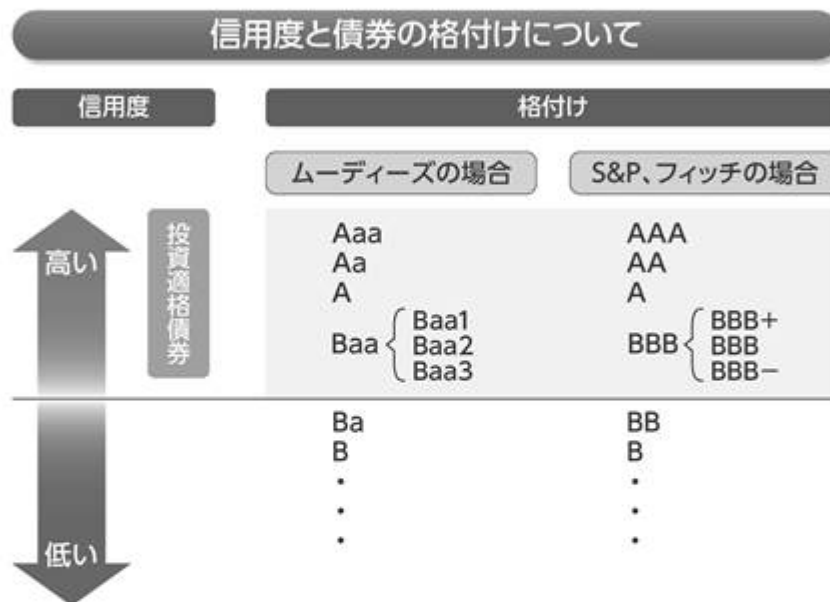 信用度と債券の格付けについて
信用度
格付け
ムーディーズの場合
S&P、フィッチの場合
高い
投資適格債券
Aaa
AAA
Aa
AA
A
A
Baa
Baa1
Baa2
Baa3
BBB
BBB+
BBB
BBB−
Ba
BB
B
B
・
・
・
・
・
・
低い